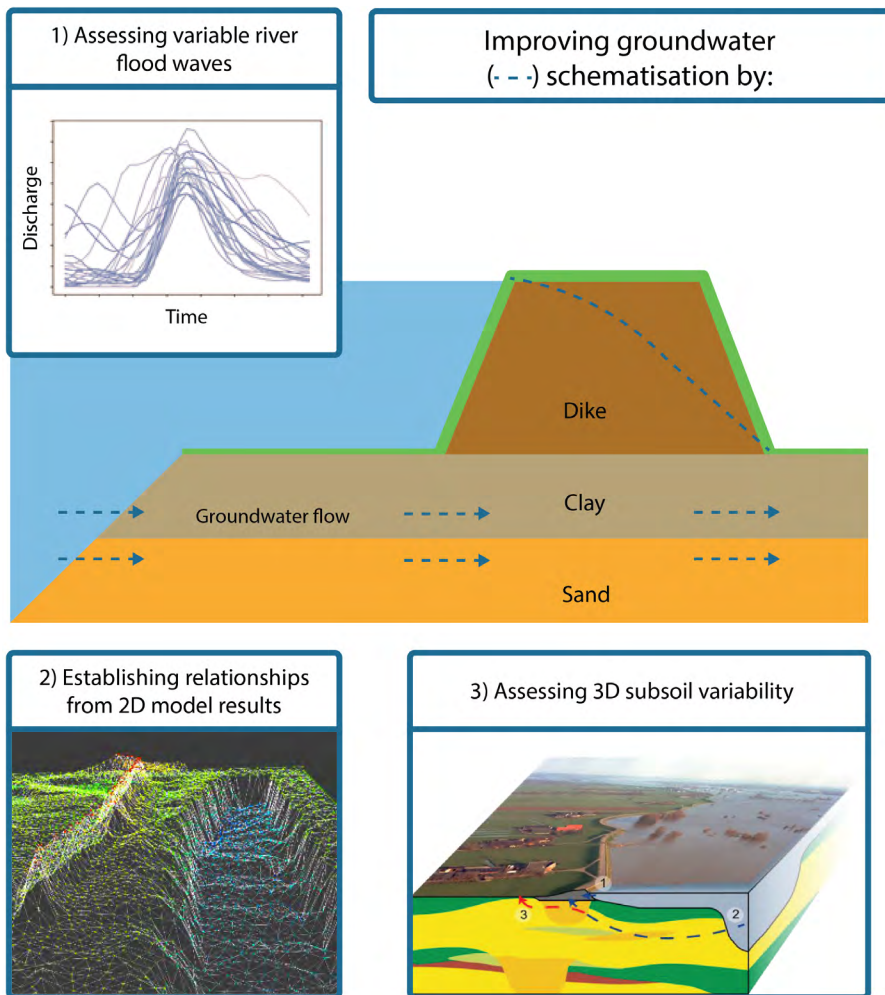 1) Assessing variable river
flood waves
Improving groundwater
(- - -) schematisation by:
Discharge
Time
Dike
Clay
Groundwater flow
Sand
2) Establishing relationships
from 2D model results
3) Assessing 3D subsoil variability
1
2
3